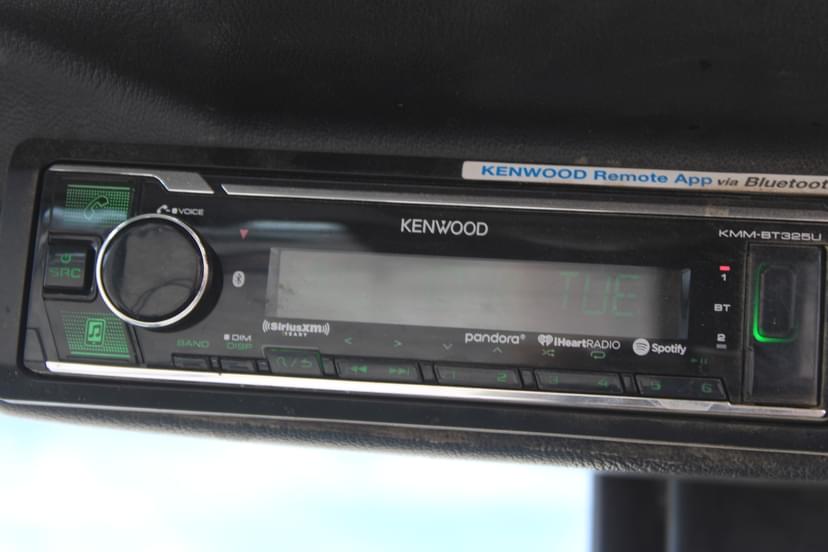 KENWOOD Remote App via Bluetoot
VOICE
KENWOOD
KMM-BT325U
SRC
TUE
1
BT
2
((SiriusXm))
READY
pandora®
iHeartRADIO
Spotify
BAND
DIM
DISP
1 2 3 4 5 6